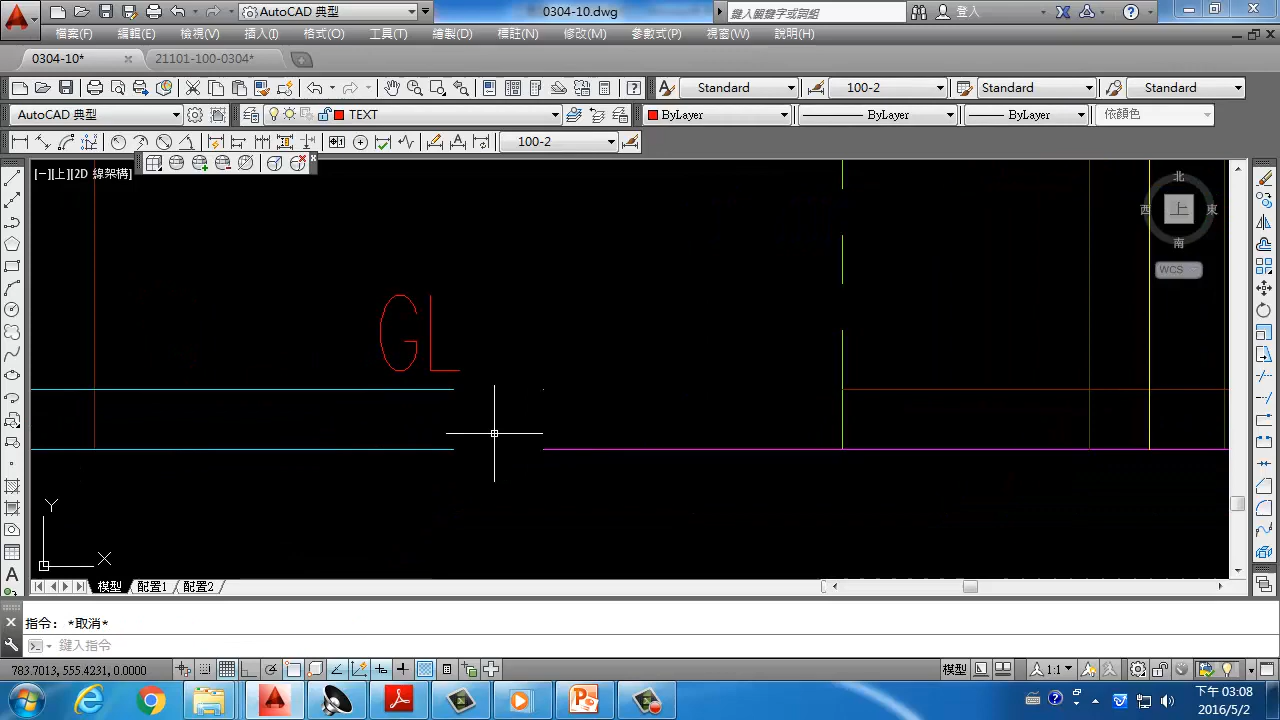 AutoCAD 典型
0304-10.dwg
鍵入關鍵字或詞組
登入
檔案(F) 編輯(E) 檢視(V) 插入(I) 格式(O) 工具(T) 繪製(D) 標註(N) 修改(M) 參數式(P) 視窗(W) 說明(H)
0304-10* 21101-100-0304*
Standard 100-2 Standard Standard
AutoCAD 典型 TEXT ByLayer ByLayer ByLayer 依顏色
100-2
[−][上][2D 線架構]
北
西 上 東
南
WCS
GL
Y
X
模型 配置1 配置2
指令: *取消*
鍵入指令
783.7013, 555.4231, 0.0000 模型 1:1
下午 03:08
2016/5/2